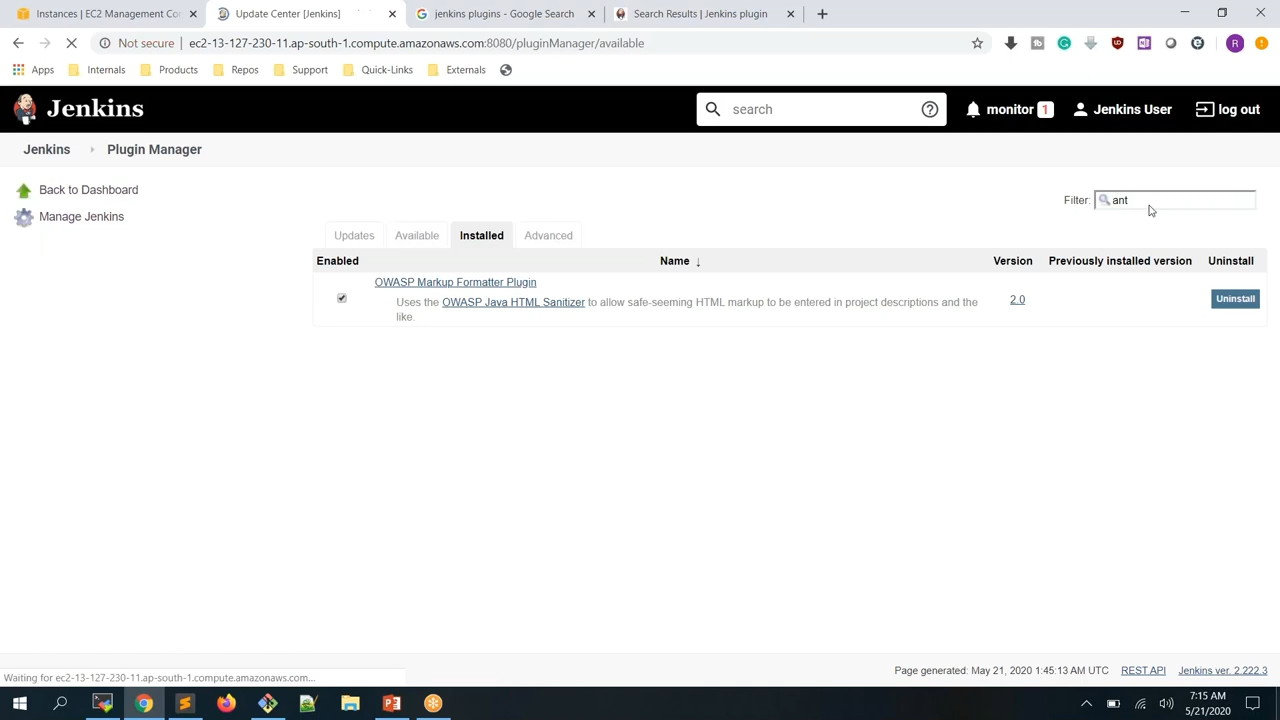 Instances | EC2 Management Co
Update Center [Jenkins]
jenkins plugins - Google Search
Search Results | Jenkins plugin
Not secure | ec2-13-127-230-11.ap-south-1.compute.amazonaws.com:8080/pluginManager/available
Apps
Internals
Products
Repos
Support
Quick-Links
Externals
R
Jenkins
search
monitor 1
Jenkins User
log out
Jenkins
Plugin Manager
Back to Dashboard
Manage Jenkins
Filter: ant
Updates
Available
Installed
Advanced
Enabled
Name ↓
Version
Previously installed version
Uninstall
OWASP Markup Formatter Plugin
Uses the OWASP Java HTML Sanitizer to allow safe-seeming HTML markup to be entered in project descriptions and the
like.
2.0
Uninstall
Page generated: May 21, 2020 1:45:13 AM UTC
REST API
Jenkins ver. 2.222.3
Waiting for ec2-13-127-230-11.ap-south-1.compute.amazonaws.com...
7:15 AM
5/21/2020